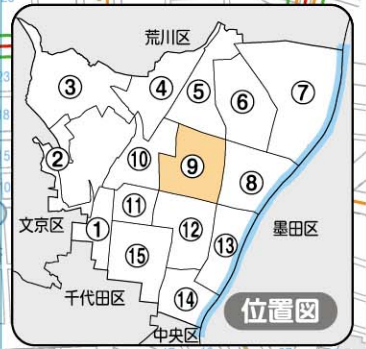 荒川区
③
④
⑤
⑥
⑦
②
⑩
⑨
⑧
⑪
文京区
①
⑫
⑬
墨田区
⑮
千代田区
⑭
位置図
中央区